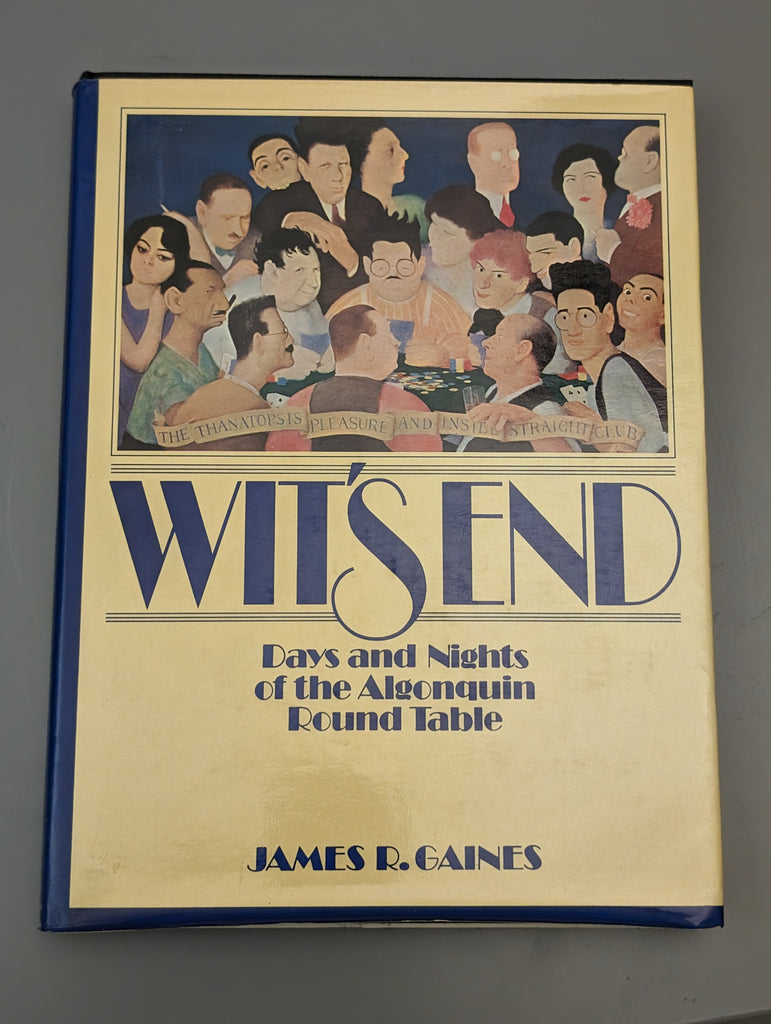 THE THANATOPSIS PLEASURE AND INSIDE STRAIGHT CLUB
WIT'S END
Days and Nights
of the Algonquin
Round Table
JAMES R. GAINES